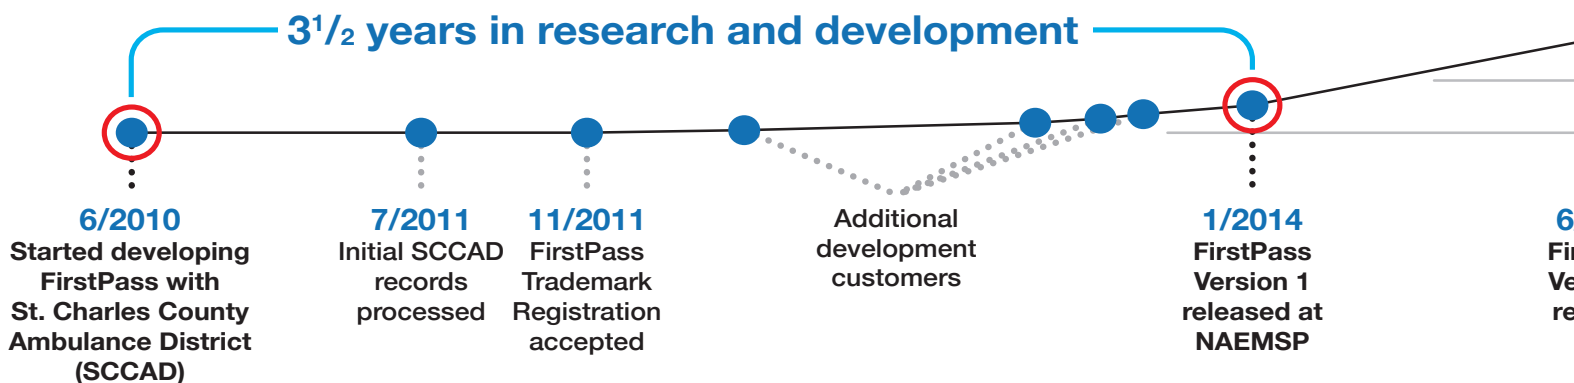 3¹/₂ years in research and development
6/2010
Started developing
FirstPass with
St. Charles County
Ambulance District
(SCCAD)
7/2011
Initial SCCAD
records
processed
11/2011
FirstPass
Trademark
Registration
accepted
Additional
development
customers
1/2014
FirstPass
Version 1
released at
NAEMSP